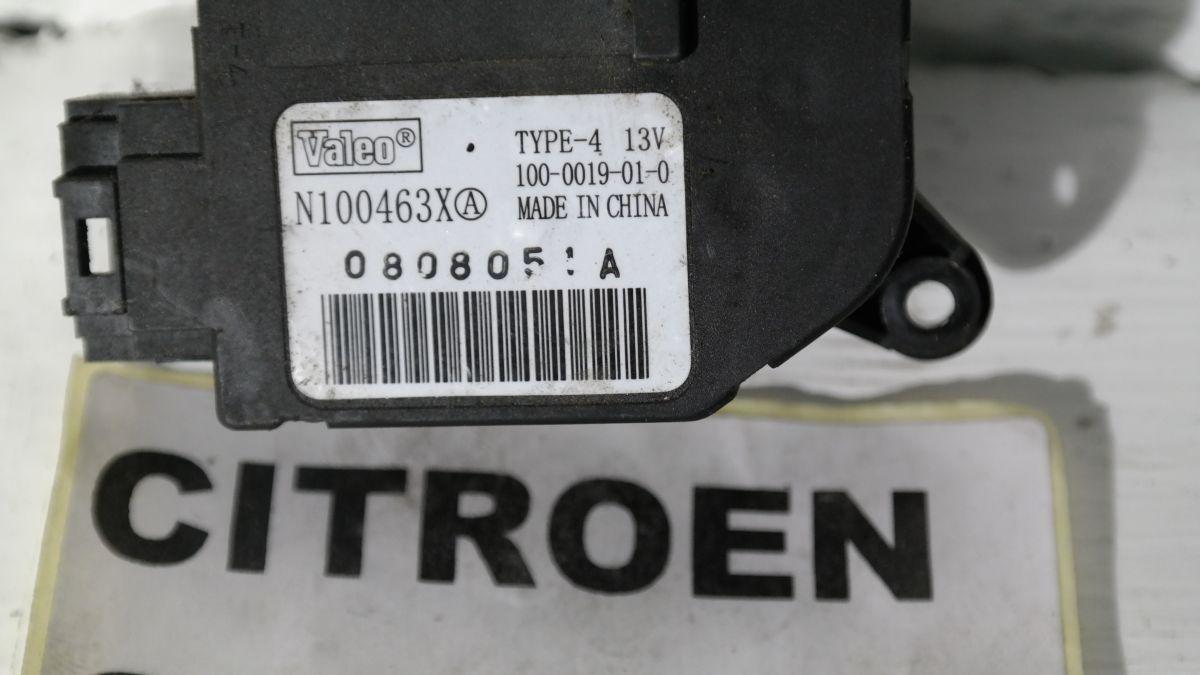 Valeo®
TYPE-4 13V
100-0019-01-0
N100463XⒶ
MADE IN CHINA
CITROEN